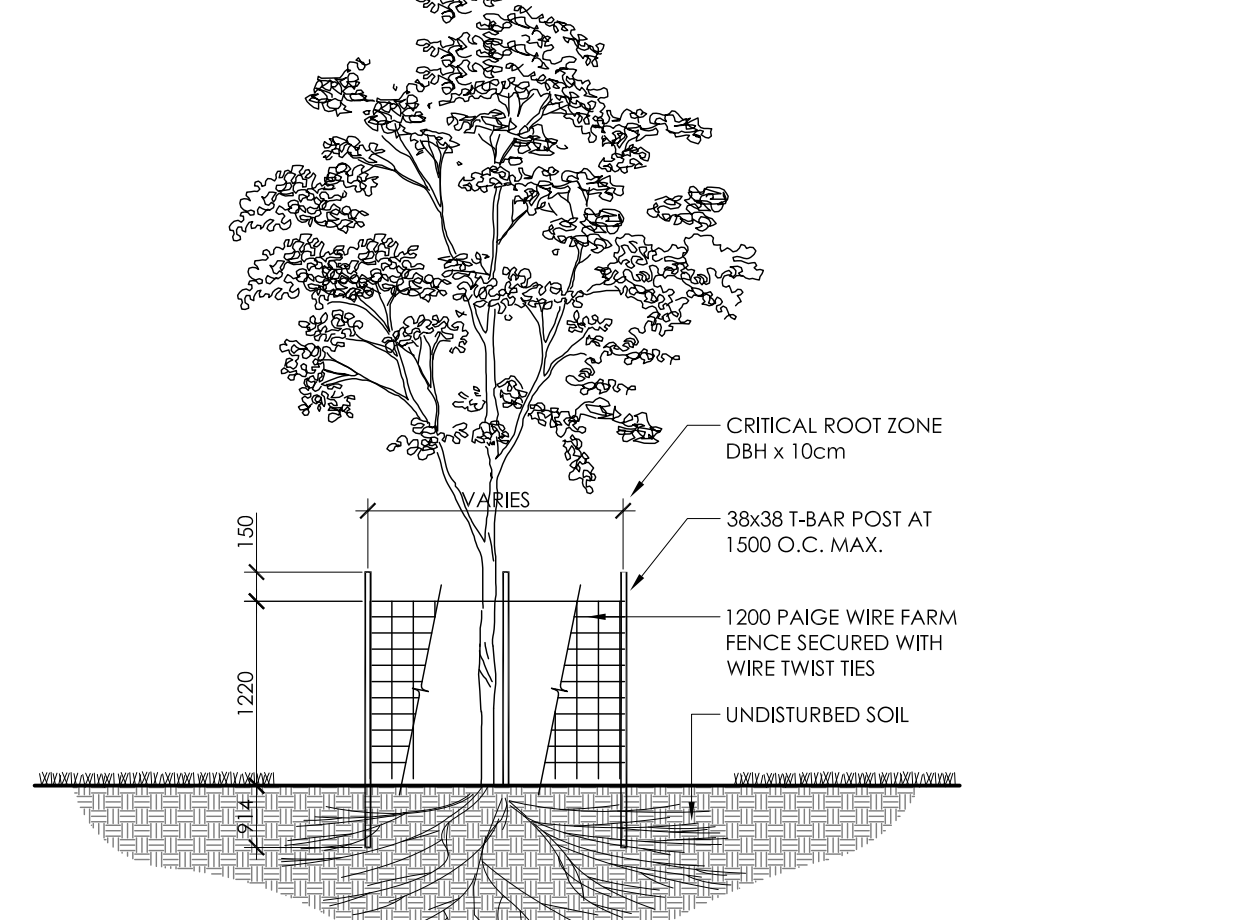 CRITICAL ROOT ZONE
DBH x 10cm
VARIES
38x38 T-BAR POST AT
1500 O.C. MAX.
150
1200 PAIGE WIRE FARM
FENCE SECURED WITH
WIRE TWIST TIES
1220
UNDISTURBED SOIL
914